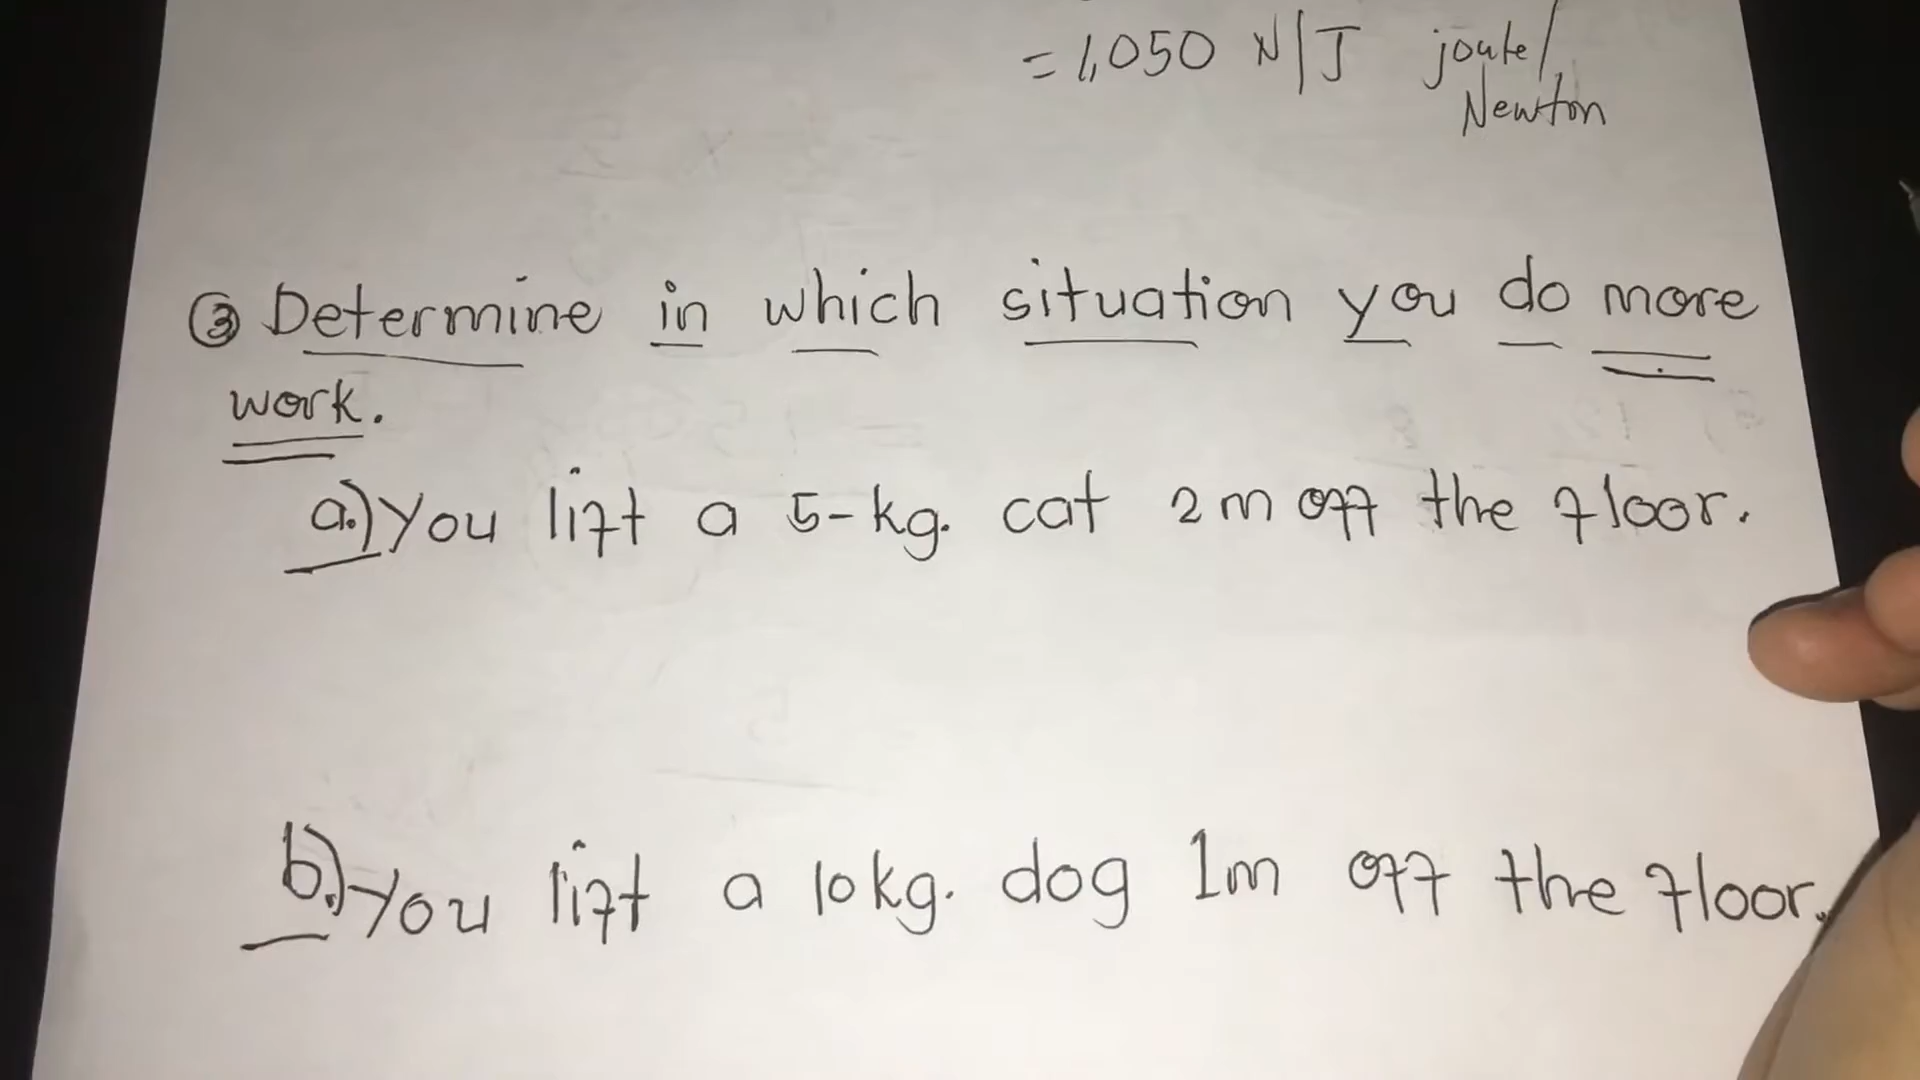 = 1,050 N/J joule/
Newton
③ Determine in which situation you do more
work.
a.) You lift a 5-kg. cat 2m off the floor.
b.) You lift a 10kg. dog 1m off the floor.